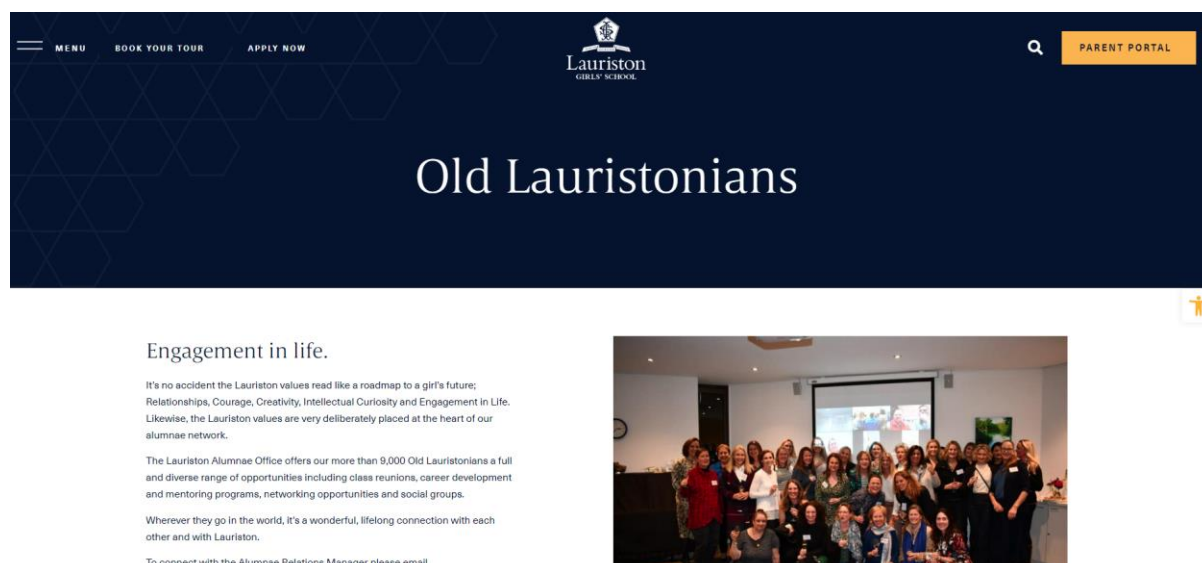 MENU
BOOK YOUR TOUR
APPLY NOW
Lauriston
GIRLS' SCHOOL
PARENT PORTAL
Old Lauristonians
Engagement in life.
It's no accident the Lauriston values read like a roadmap to a girl's future;
Relationships, Courage, Creativity, Intellectual Curiosity and Engagement in Life.
Likewise, the Lauriston values are very deliberately placed at the heart of our
alumnae network.
The Lauriston Alumnae Office offers our more than 9,000 Old Lauristonians a full
and diverse range of opportunities including class reunions, career development
and mentoring programs, networking opportunities and social groups.
Wherever they go in the world, it's a wonderful, lifelong connection with each
other and with Lauriston.
To connect with the Alumnae Relations Manager please email